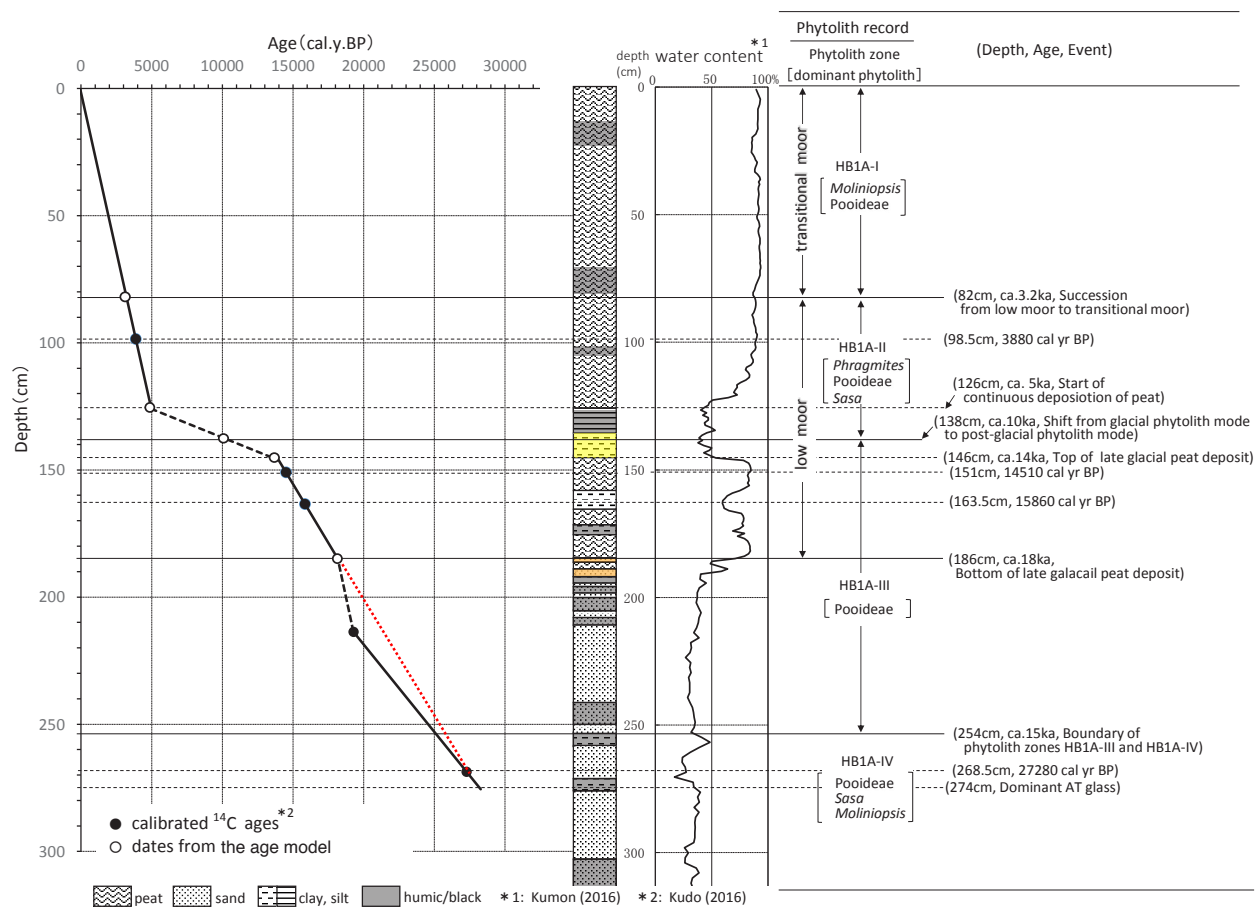 Age(cal.y.BP)
0 5000 10000 15000 20000 25000 30000
Depth(cm)
0
50
100
150
200
250
300
● calibrated 14C ages*2
○ dates from the age model
depth (cm)
water content *1
0 50 100%
0
50
100
150
200
250
300
Phytolith record
Phytolith zone
[dominant phytolith]
(Depth, Age, Event)
transitional moor
low moor
HB1A-I
Moliniopsis
Pooideae
HB1A-II
Phragmites
Pooideae
Sasa
HB1A-III
Pooideae
HB1A-IV
Pooideae
Sasa
Moliniopsis
(82cm, ca.3.2ka, Succession
from low moor to transitional moor)
(98.5cm, 3880 cal yr BP)
(126cm, ca. 5ka, Start of
continuous deposiotion of peat)
(138cm, ca.10ka, Shift from glacial phytolith mode
to post-glacial phytolith mode)
(146cm, ca.14ka, Top of late glacial peat deposit)
(151cm, 14510 cal yr BP)
(163.5cm, 15860 cal yr BP)
(186cm, ca.18ka,
Bottom of late galacail peat deposit)
(254cm, ca.15ka, Boundary of
phytolith zones HB1A-III and HB1A-IV)
(268.5cm, 27280 cal yr BP)
(274cm, Dominant AT glass)
peat sand clay, silt humic/black *1: Kumon (2016) *2: Kudo (2016)